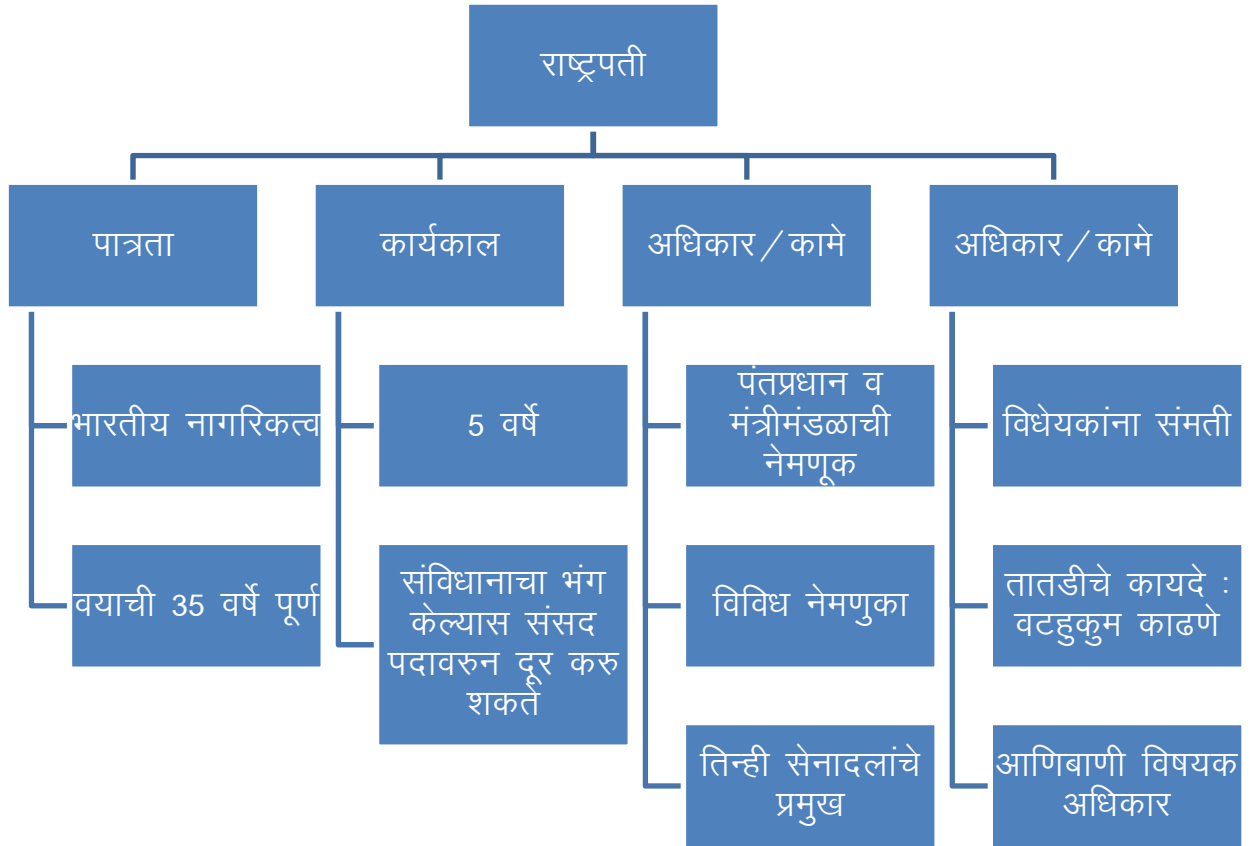 राष्ट्रपती
पात्रता
भारतीय नागरिकत्व
वयाची 35 वर्षे पूर्ण
कार्यकाल
5 वर्षे
संविधानाचा भंग
केल्यास संसद
पदावरुन दूर करु
शकते
अधिकार/कामे
पंतप्रधान व
मंत्रीमंडळाची
नेमणूक
विविध नेमणुका
तिन्ही सेनादलांचे
प्रमुख
अधिकार/कामे
विधेयकांना संमती
तातडीचे कायदे :
वटहुकुम काढणे
आणिबाणी विषयक
अधिकार